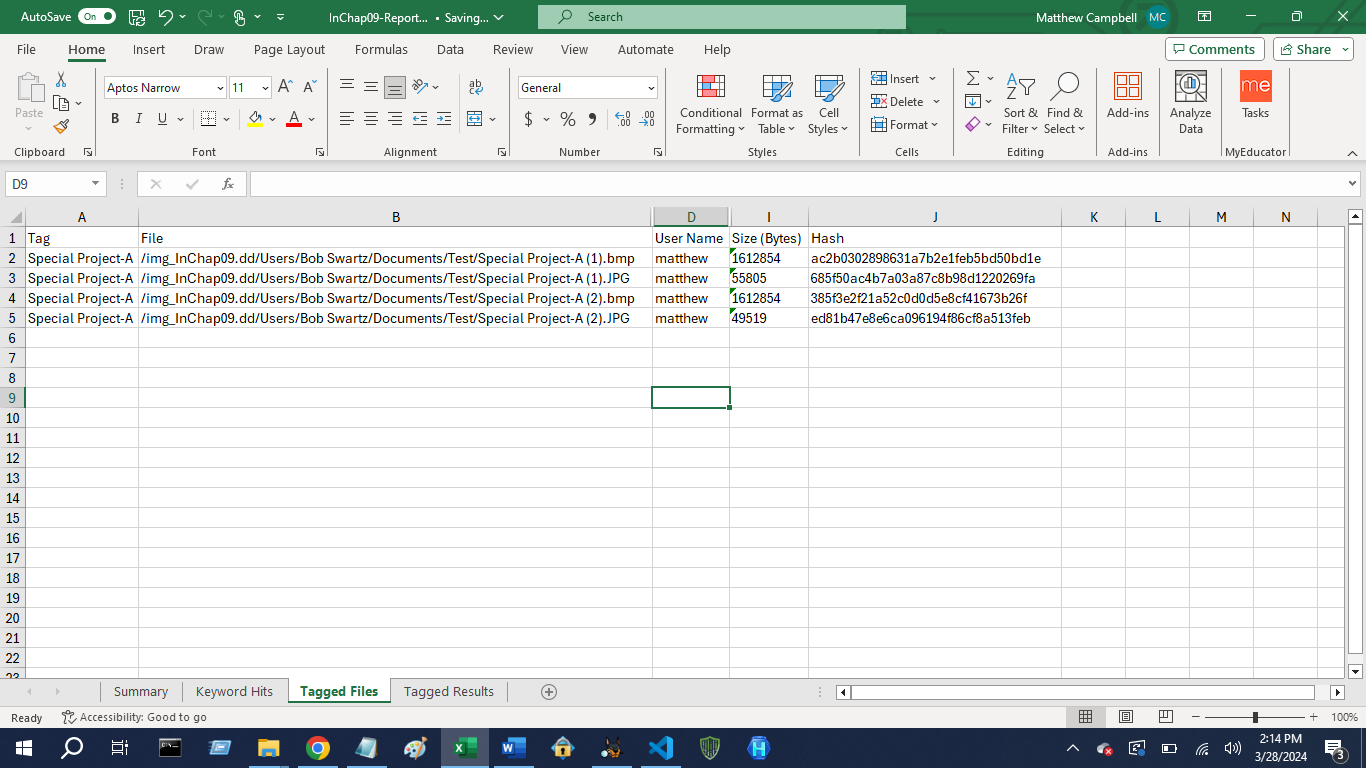 AutoSave On InChap09-Report... • Saving... Search Matthew Campbell MC
File Home Insert Draw Page Layout Formulas Data Review View Automate Help Comments Share
Paste
Clipboard
Aptos Narrow 11
B I U A
Font
ab
Alignment
General
$ % 9
Number
Conditional Formatting
Format as Table
Cell Styles
Styles
Insert
Delete
Format
Cells
Sort & Filter
Find & Select
Editing
Add-ins
Add-ins
Analyze Data
me
Tasks
MyEducator
D9 fx
A B D I J K L M N
1 Tag File User Name Size (Bytes) Hash
2 Special Project-A /img_InChap09.dd/Users/Bob Swartz/Documents/Test/Special Project-A (1).bmp matthew 1612854 ac2b0302898631a7b2e1feb5bd50bd1e
3 Special Project-A /img_InChap09.dd/Users/Bob Swartz/Documents/Test/Special Project-A (1).JPG matthew 55805 685f50ac4b7a03a87c8b98d1220269fa
4 Special Project-A /img_InChap09.dd/Users/Bob Swartz/Documents/Test/Special Project-A (2).bmp matthew 1612854 385f3e2f21a52c0d0d5e8cf41673b26f
5 Special Project-A /img_InChap09.dd/Users/Bob Swartz/Documents/Test/Special Project-A (2).JPG matthew 49519 ed81b47e8e6ca096194f86cf8a513feb
6
7
8
9
10
11
12
13
14
15
16
17
18
19
20
21
22
23
Summary Keyword Hits Tagged Files Tagged Results
Ready Accessibility: Good to go 100%
2:14 PM
3/28/2024
3